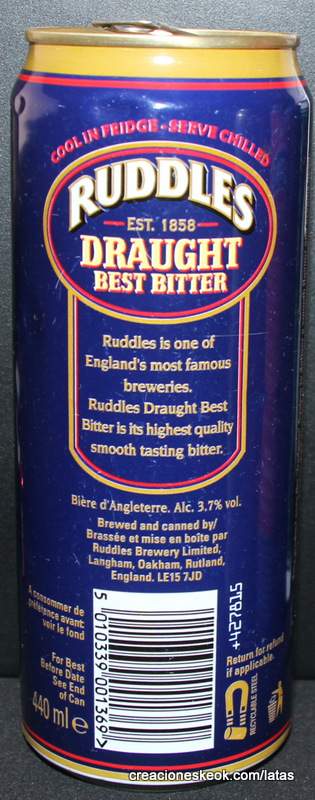 COOL IN FRIDGE - SERVE CHILLED
RUDDLES
EST. 1858
DRAUGHT
BEST BITTER
Ruddles is one of
England's most famous
breweries.
Ruddles Draught Best
Bitter is its highest quality
smooth tasting bitter.
Bière d'Angleterre. Alc. 3.7% vol.
Brewed and canned by/
Brassée et mise en boîte par
Ruddles Brewery Limited,
Langham, Oakham, Rutland,
England. LE15 7JD
A consommer de
préférence avant:
voir le fond
For Best
Before Date
See End
of Can
440 ml e
5 010339 001369 >
+427815
Return for refund
if applicable.
RECYCLABLE STEEL
creacioneskeok.com/latas